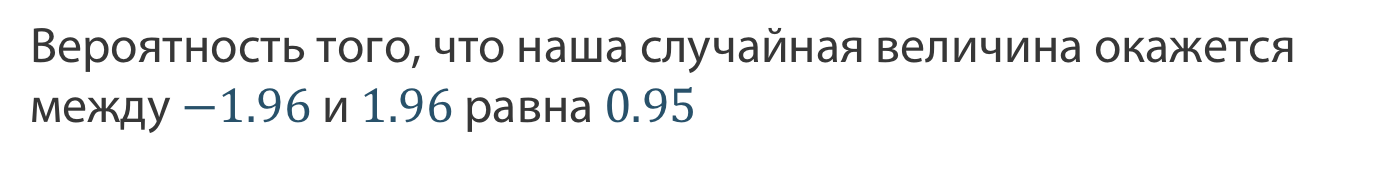 Вероятность того, что наша случайная величина окажется
между −1.96 и 1.96 равна 0.95